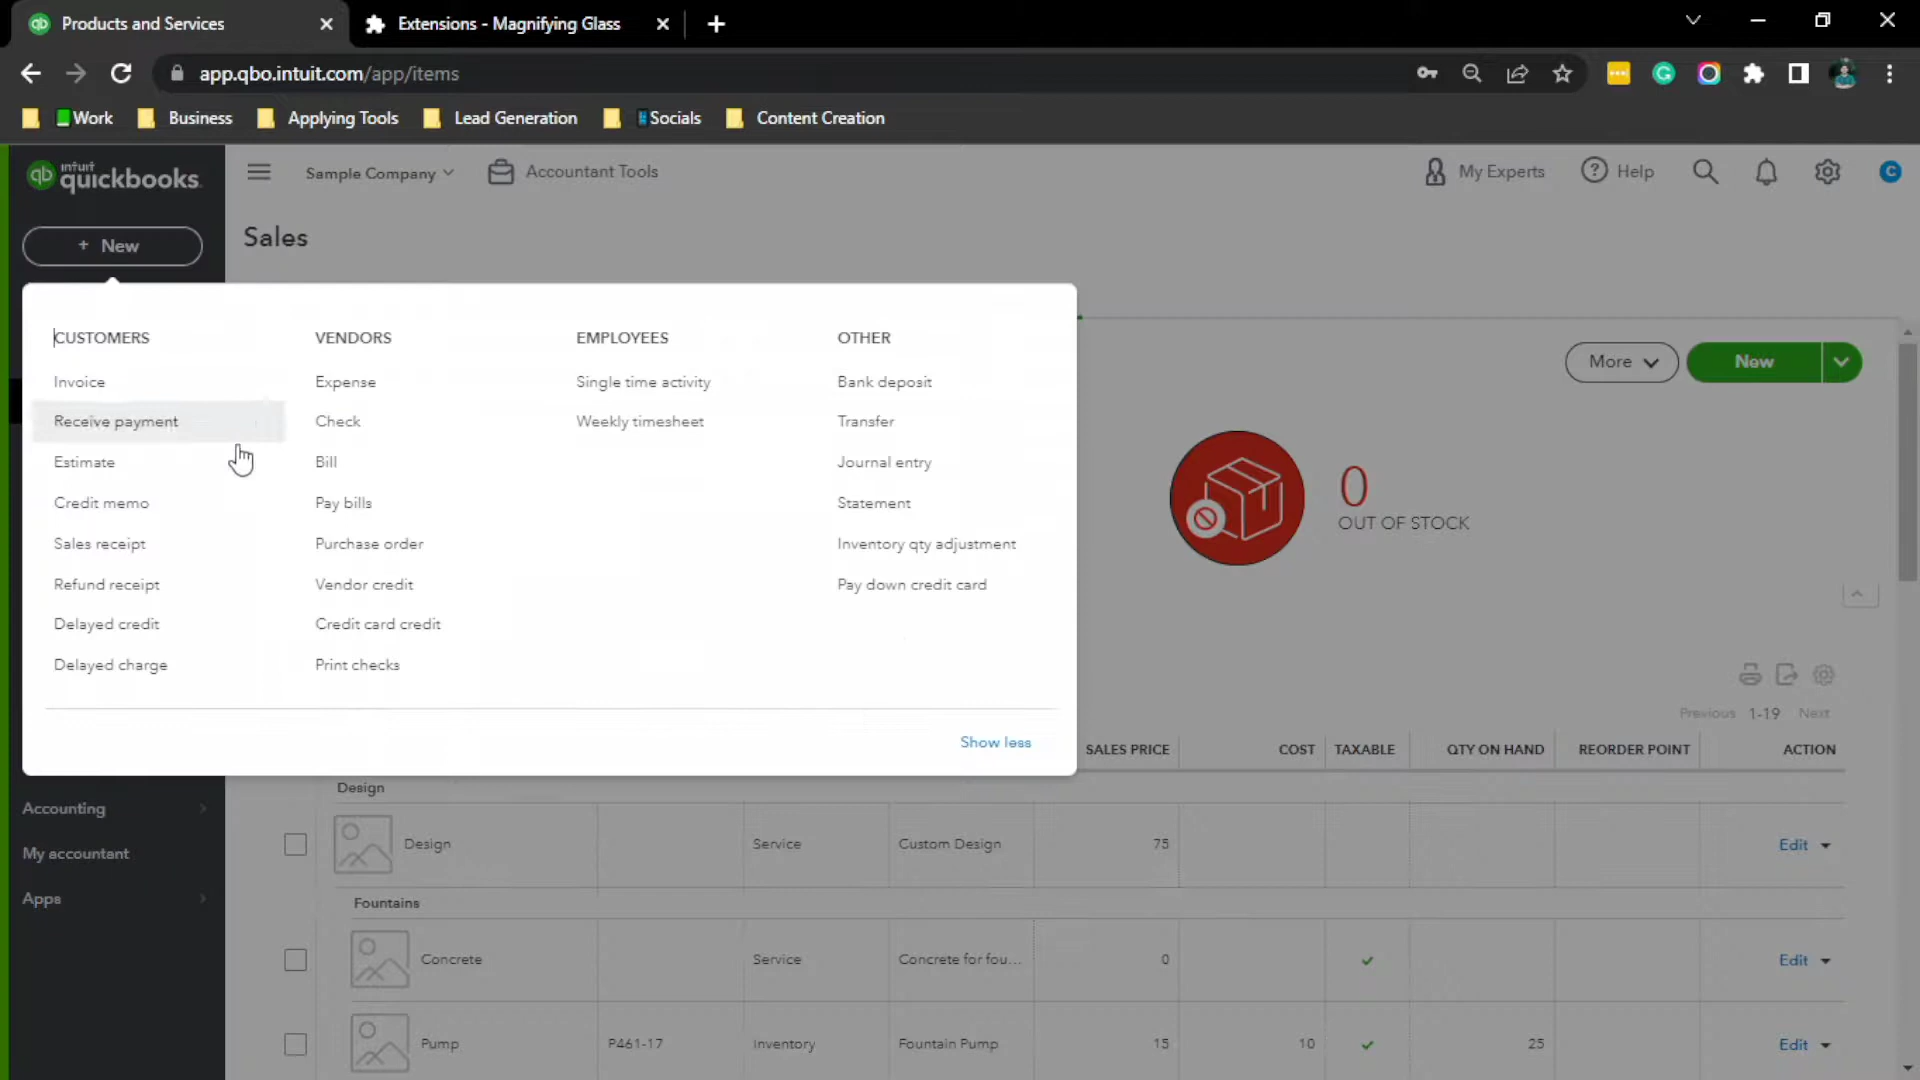 Products and Services
Extensions - Magnifying Glass
app.qbo.intuit.com/app/items
Work
Business
Applying Tools
Lead Generation
Socials
Content Creation
intuit
quickbooks.
Sample Company
Accountant Tools
My Experts
Help
C
+ New
Sales
CUSTOMERS
Invoice
Receive payment
Estimate
Credit memo
Sales receipt
Refund receipt
Delayed credit
Delayed charge
VENDORS
Expense
Check
Bill
Pay bills
Purchase order
Vendor credit
Credit card credit
Print checks
EMPLOYEES
Single time activity
Weekly timesheet
OTHER
Bank deposit
Transfer
Journal entry
Statement
Inventory qty adjustment
Pay down credit card
Show less
More
New
0
OUT OF STOCK
Previous 1-19 Next
Accounting
My accountant
Apps
SALES PRICE COST TAXABLE QTY ON HAND REORDER POINT ACTION
Design
Design Service Custom Design 75 Edit
Fountains
Concrete Service Concrete for fou... 0 Edit
Pump P461-17 Inventory Fountain Pump 15 10 25 Edit